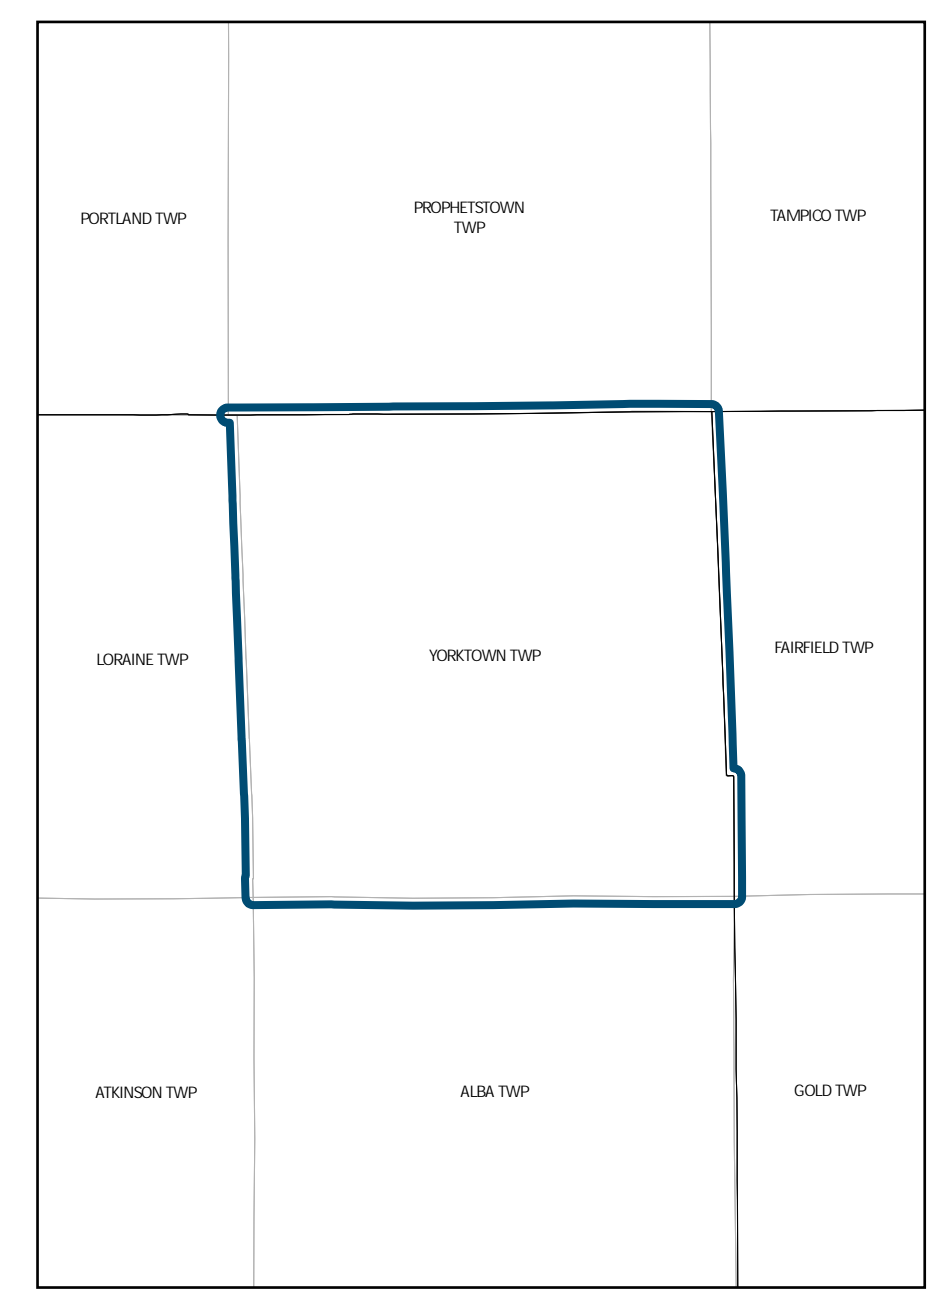 PORTLAND TWP
PROPHETSTOWN
TWP
TAMPICO TWP
LORAINE TWP
YORKTOWN TWP
FAIRFIELD TWP
ATKINSON TWP
ALBA TWP
GOLD TWP